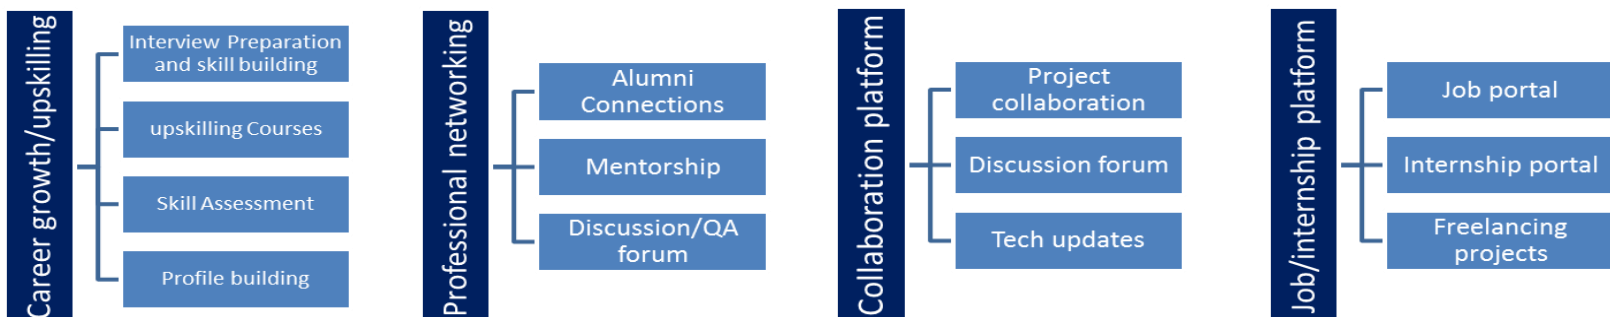 Career growth/upskilling
Interview Preparation
and skill building
upskilling Courses
Skill Assessment
Profile building
Professional networking
Alumni
Connections
Mentorship
Discussion/QA
forum
Collaboration platform
Project
collaboration
Discussion forum
Tech updates
Job/internship platform
Job portal
Internship portal
Freelancing
projects